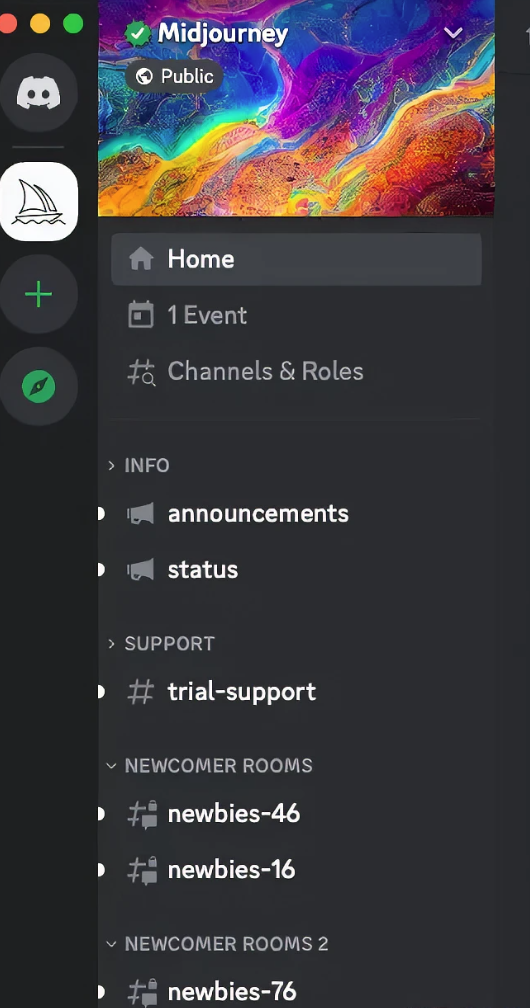 Midjourney
Public
Home
1 Event
Channels & Roles
INFO
announcements
status
SUPPORT
trial-support
NEWCOMER ROOMS
newbies-46
newbies-16
NEWCOMER ROOMS 2
newbies-76